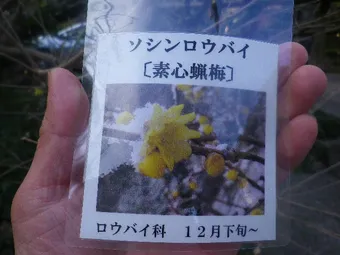 ソシンロウバイ
〔素心蝋梅〕
ロウバイ科　１２月下旬～